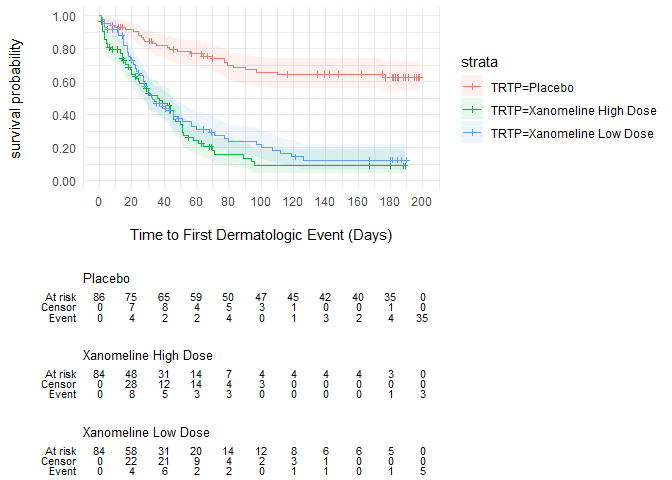 survival probability
1.00
0.80
0.60
0.40
0.20
0.00
0 20 40 60 80 100 120 140 160 180 200
Time to First Dermatologic Event (Days)
strata
TRTP=Placebo
TRTP=Xanomeline High Dose
TRTP=Xanomeline Low Dose
Placebo
At risk 86 75 65 59 50 47 45 42 40 35 0
Censor 0 7 8 4 5 3 1 0 0 1 0
Event 0 4 2 2 4 0 1 3 2 4 35
Xanomeline High Dose
At risk 84 48 31 14 7 4 4 4 4 3 0
Censor 0 28 12 14 4 3 0 0 0 0 0
Event 0 8 5 3 3 0 0 0 0 1 3
Xanomeline Low Dose
At risk 84 58 31 20 14 12 8 6 6 5 0
Censor 0 22 21 9 4 2 3 1 0 0 0
Event 0 4 6 2 2 0 1 1 0 1 5